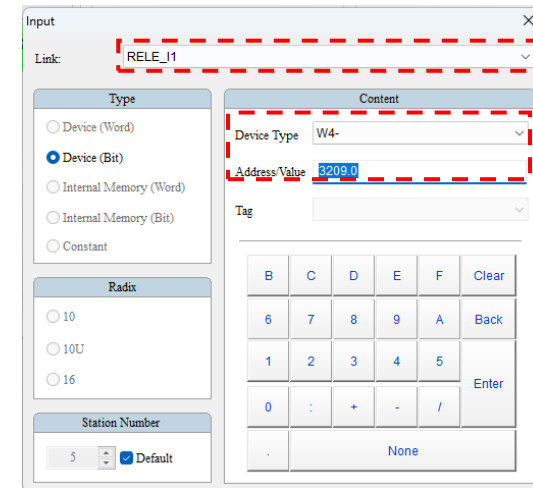 Input
Link: RELE_I1
Type
Device (Word)
Device (Bit)
Internal Memory (Word)
Internal Memory (Bit)
Constant
Radix
10
10U
16
Station Number
5 Default
Content
Device Type W4-
Address/Value 3209.0
Tag
B C D E F Clear
6 7 8 9 A Back
1 2 3 4 5 Enter
0 : + - /
. None